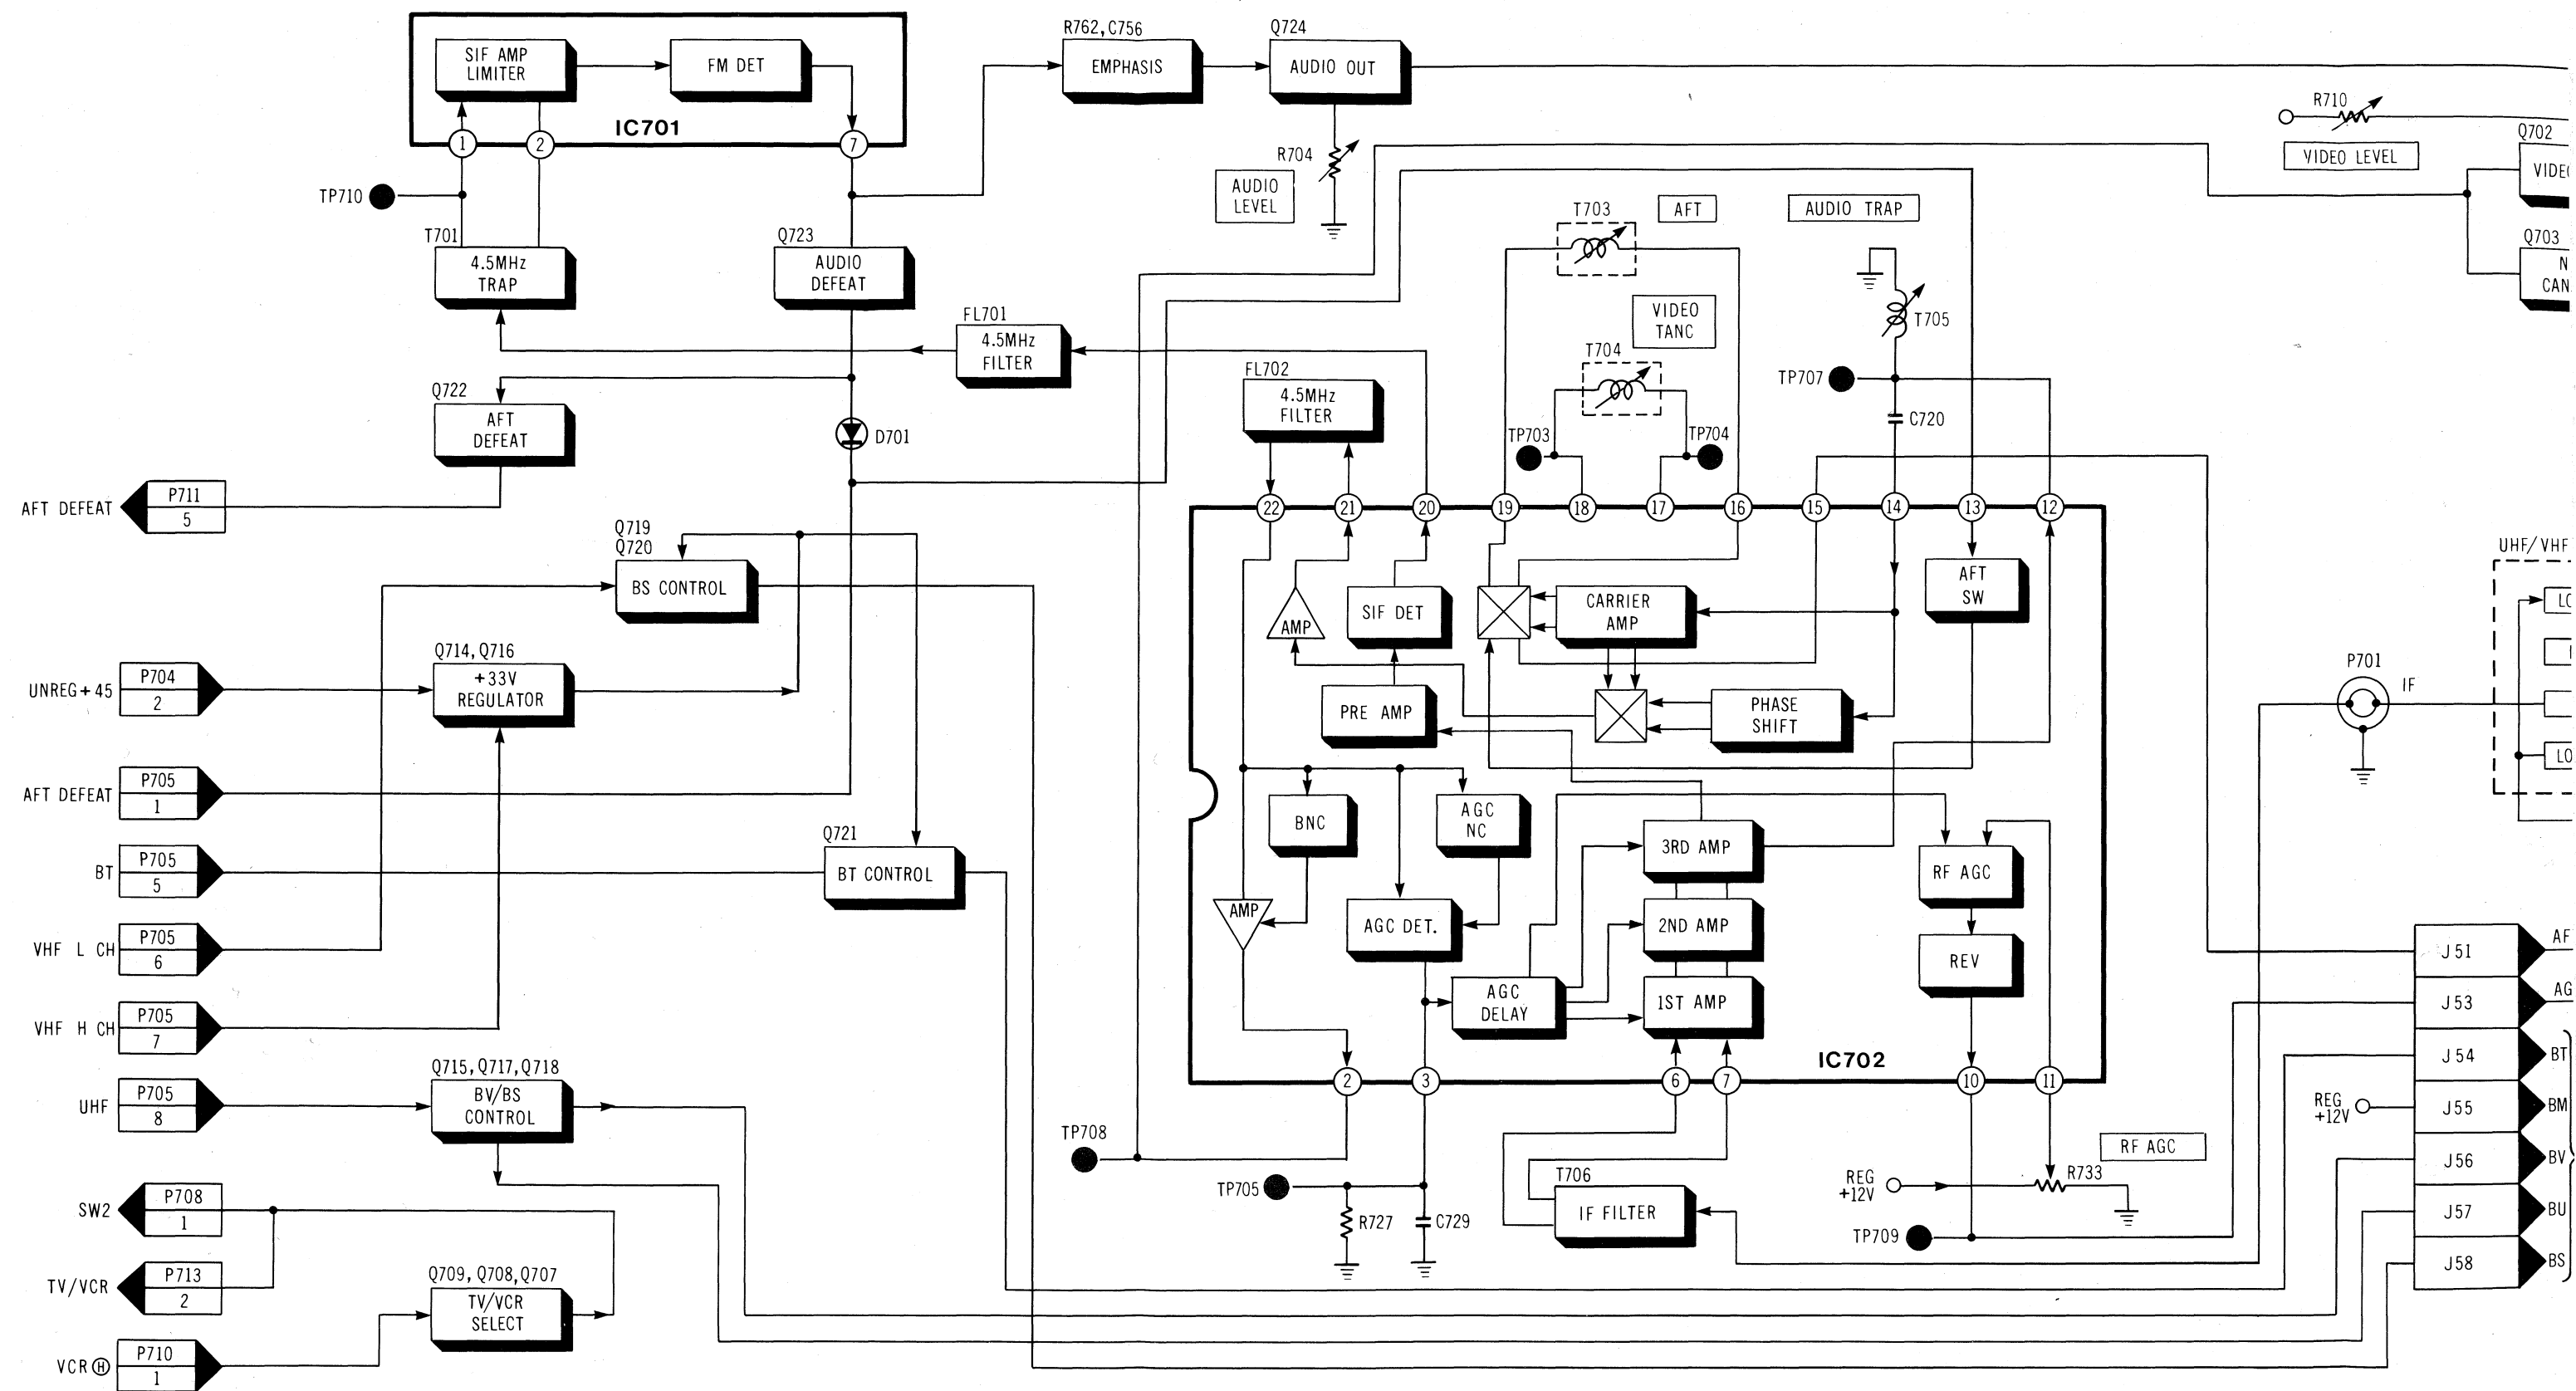 R762, C756
Q724
SIF AMP
LIMITER
FM DET
EMPHASIS
AUDIO OUT
IC701
1
2
7
R710
VIDEO LEVEL
Q702
R704
AUDIO
LEVEL
TP710
T701
4.5MHz
TRAP
Q723
AUDIO
DEFEAT
T703
AFT
AUDIO TRAP
Q703
N
CAN
VIDEO
TANC
T704
T705
FL701
4.5MHz
FILTER
FL702
4.5MHz
FILTER
TP707
C720
TP703
TP704
Q722
AFT
DEFEAT
D701
AFT DEFEAT
P711
5
22
21
20
19
18
17
16
15
14
13
12
Q719
Q720
BS CONTROL
UHF/VHF
AMP
SIF DET
CARRIER
AMP
AFT
SW
LO
UNREG+45
P704
2
Q714, Q716
+33V
REGULATOR
PRE AMP
PHASE
SHIFT
P701
IF
LO
AFT DEFEAT
P705
1
BNC
AGC
NC
BT
P705
5
Q721
BT CONTROL
3RD AMP
RF AGC
AMP
AGC DET.
2ND AMP
REV
VHF L CH
P705
6
AGC
DELAY
1ST AMP
VHF H CH
P705
7
IC702
2
3
6
7
10
11
UHF
P705
8
Q715, Q717, Q718
BV/BS
CONTROL
TP708
TP705
R727
C729
T706
IF FILTER
REG
+12V
R733
RF AGC
TP709
SW2
P708
1
TV/VCR
P713
2
Q709, Q708, Q707
TV/VCR
SELECT
VCR Ⓗ
P710
1
J51
AF
J53
AG
J54
BT
REG
+12V
J55
BM
J56
BV
J57
BU
J58
BS